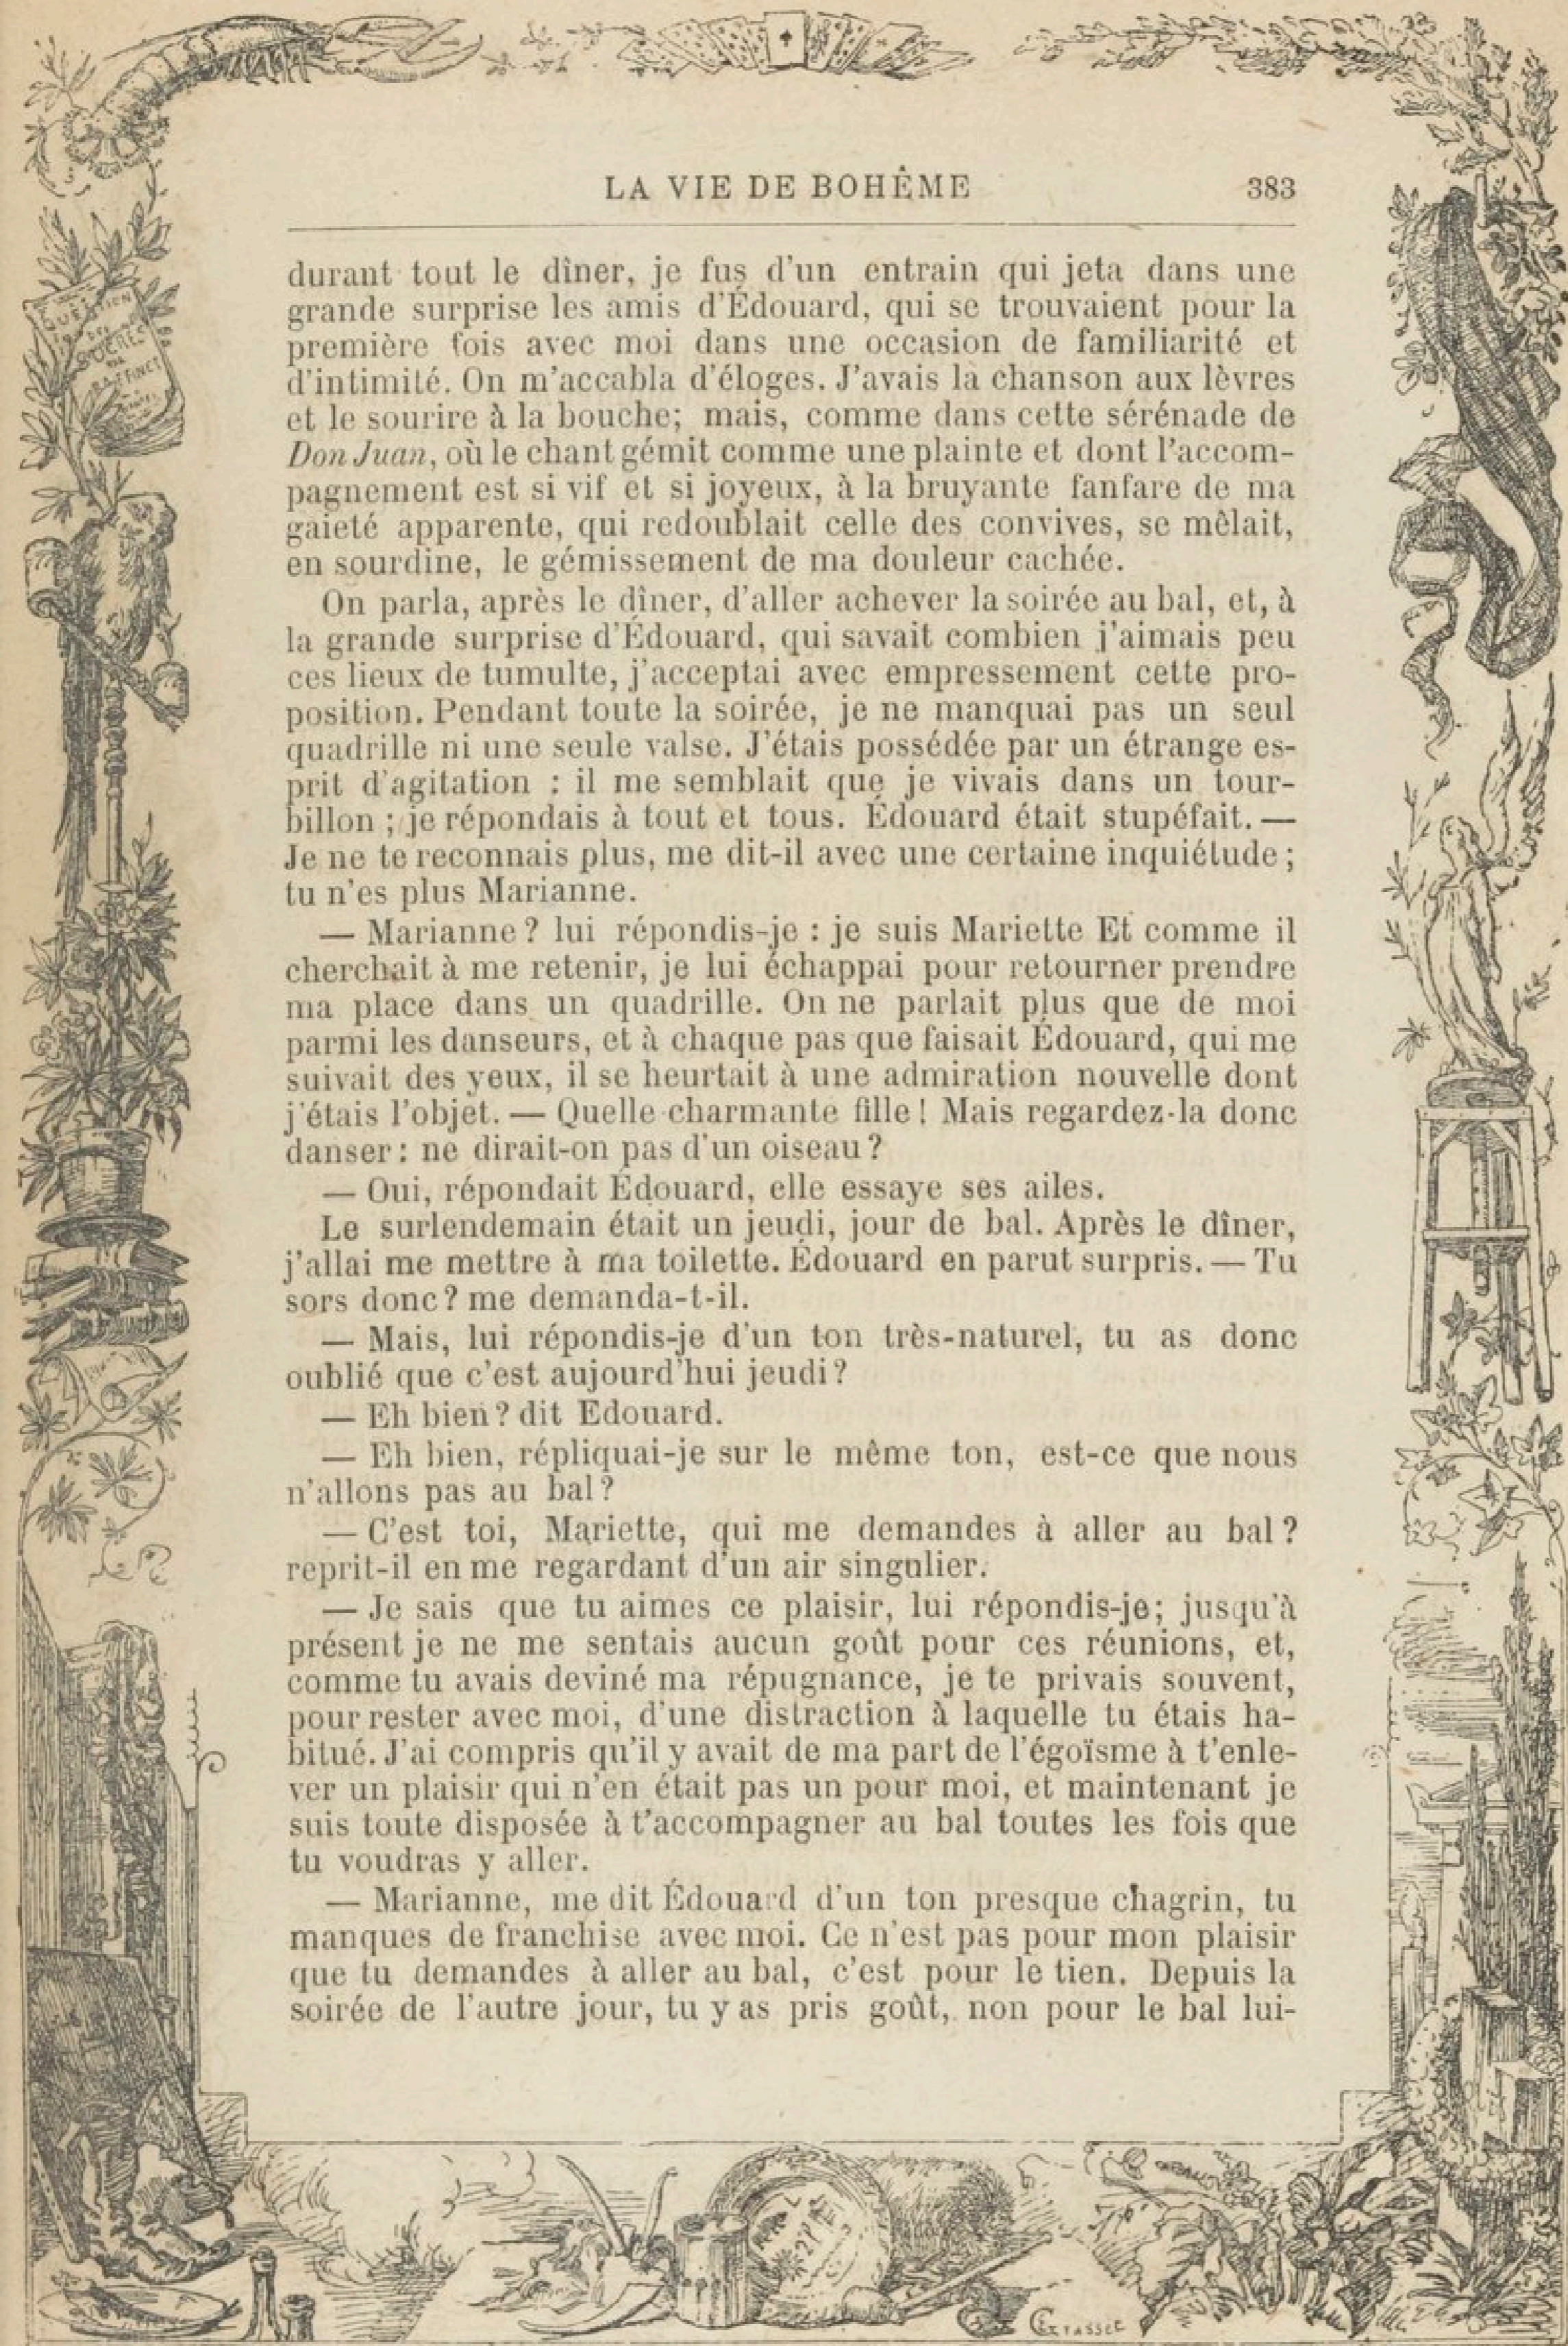 LA VIE DE BOHÊME 383
durant tout le dîner, je fus d'un entrain qui jeta dans une
grande surprise les amis d'Édouard, qui se trouvaient pour la
première fois avec moi dans une occasion de familiarité et
d'intimité. On m'accabla d'éloges. J'avais la chanson aux lèvres
et le sourire à la bouche; mais, comme dans cette sérénade de
Don Juan, où le chant gémit comme une plainte et dont l'accom-
pagnement est si vif et si joyeux, à la bruyante fanfare de ma
gaieté apparente, qui redoublait celle des convives, se mêlait,
en sourdine, le gémissement de ma douleur cachée.
On parla, après le dîner, d'aller achever la soirée au bal, et, à
la grande surprise d'Édouard, qui savait combien j'aimais peu
ces lieux de tumulte, j'acceptai avec empressement cette pro-
position. Pendant toute la soirée, je ne manquai pas un seul
quadrille ni une seule valse. J'étais possédée par un étrange es-
prit d'agitation : il me semblait que je vivais dans un tour-
billon ; je répondais à tout et tous. Édouard était stupéfait. —
Je ne te reconnais plus, me dit-il avec une certaine inquiétude ;
tu n'es plus Marianne.
— Marianne ? lui répondis-je : je suis Mariette Et comme il
cherchait à me retenir, je lui échappai pour retourner prendre
ma place dans un quadrille. On ne parlait plus que de moi
parmi les danseurs, et à chaque pas que faisait Édouard, qui me
suivait des yeux, il se heurtait à une admiration nouvelle dont
j'étais l'objet. — Quelle charmante fille ! Mais regardez-la donc
danser : ne dirait-on pas d'un oiseau ?
— Oui, répondait Édouard, elle essaye ses ailes.
Le surlendemain était un jeudi, jour de bal. Après le dîner,
j'allai me mettre à ma toilette. Édouard en parut surpris. — Tu
sors donc ? me demanda-t-il.
— Mais, lui répondis-je d'un ton très-naturel, tu as donc
oublié que c'est aujourd'hui jeudi ?
— Eh bien ? dit Edouard.
— Eh bien, répliquai-je sur le même ton, est-ce que nous
n'allons pas au bal ?
— C'est toi, Mariette, qui me demandes à aller au bal ?
reprit-il en me regardant d'un air singulier.
— Je sais que tu aimes ce plaisir, lui répondis-je; jusqu'à
présent je ne me sentais aucun goût pour ces réunions, et,
comme tu avais deviné ma répugnance, je te privais souvent,
pour rester avec moi, d'une distraction à laquelle tu étais ha-
bitué. J'ai compris qu'il y avait de ma part de l'égoïsme à t'enle-
ver un plaisir qui n'en était pas un pour moi, et maintenant je
suis toute disposée à t'accompagner au bal toutes les fois que
tu voudras y aller.
— Marianne, me dit Édouard d'un ton presque chagrin, tu
manques de franchise avec moi. Ce n'est pas pour mon plaisir
que tu demandes à aller au bal, c'est pour le tien. Depuis la
soirée de l'autre jour, tu y as pris goût, non pour le bal lui-